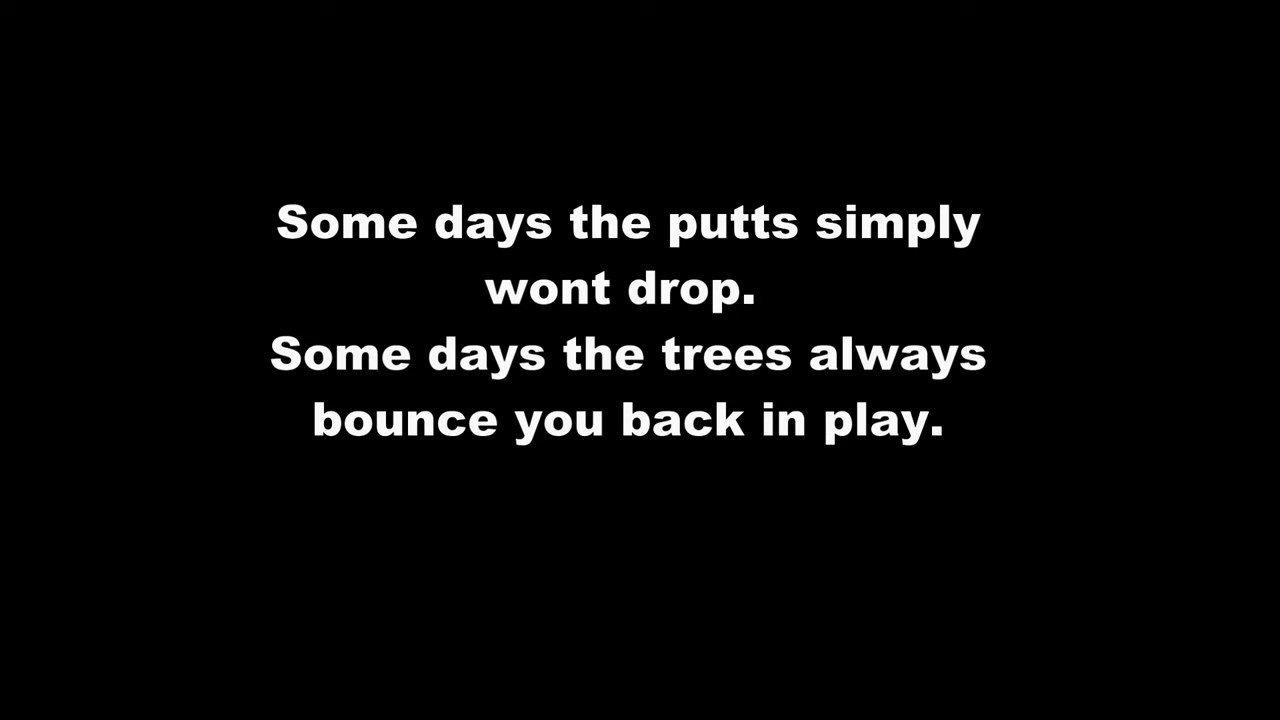 Some days the putts simply
wont drop.
Some days the trees always
bounce you back in play.